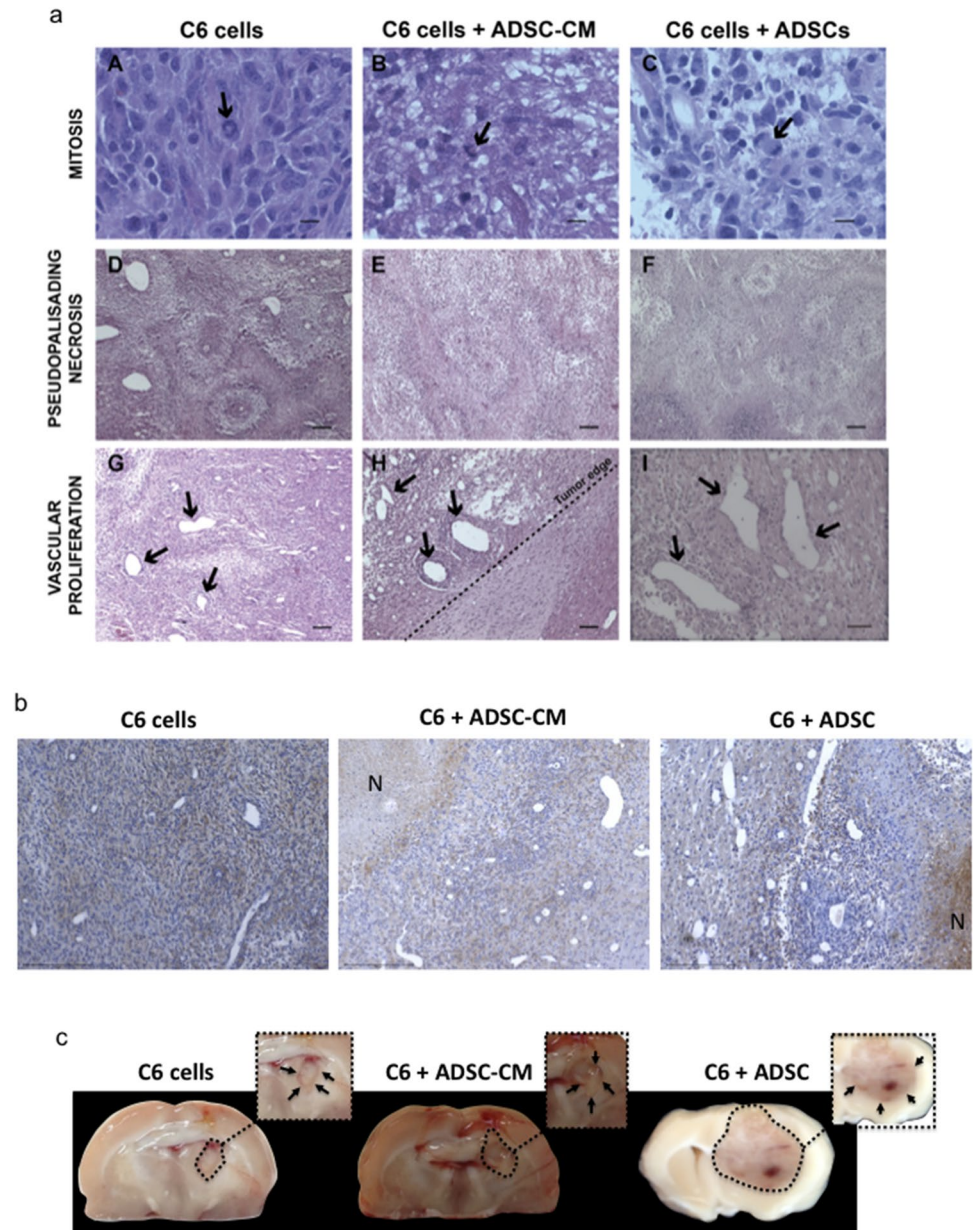 a
C6 cells
C6 cells + ADSC-CM
C6 cells + ADSCs
MITOSIS
A
B
C
PSEUDOPALISADING
NECROSIS
D
E
F
VASCULAR
PROLIFERATION
G
H
Tumor edge
I
b
C6 cells
C6 + ADSC-CM
C6 + ADSC
N
N
c
C6 cells
C6 + ADSC-CM
C6 + ADSC